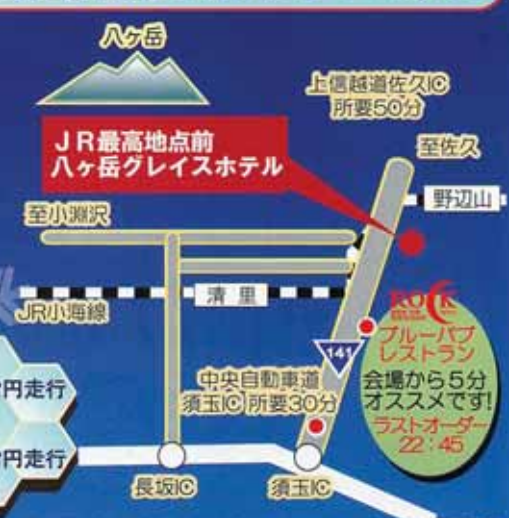 八ヶ岳
上信越道佐久IC
所要50分
JR最高地点前
八ヶ岳グレイスホテル
至佐久
野辺山
至小淵沢
清里
JR小海線
ROCK
ブルーパブ
レストラン
会場から5分
オススメです!
ラストオーダー
22:45
141
中央自動車道
須玉IC 所要30分
円走行
円走行
長坂IC
須玉IC